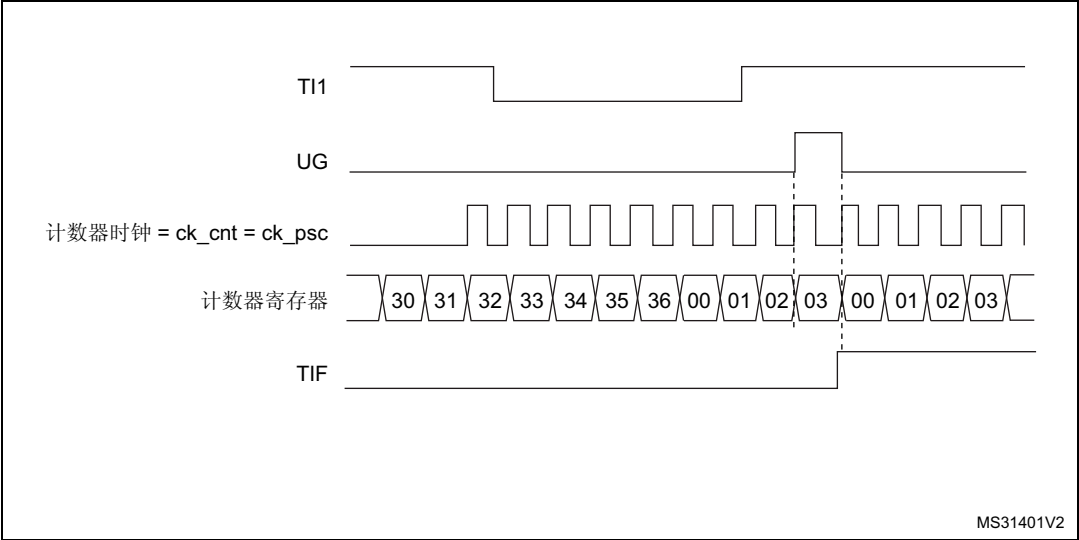 TI1
UG
计数器时钟 = ck_cnt = ck_psc
计数器寄存器 30 31 32 33 34 35 36 00 01 02 03 00 01 02 03
TIF
MS31401V2